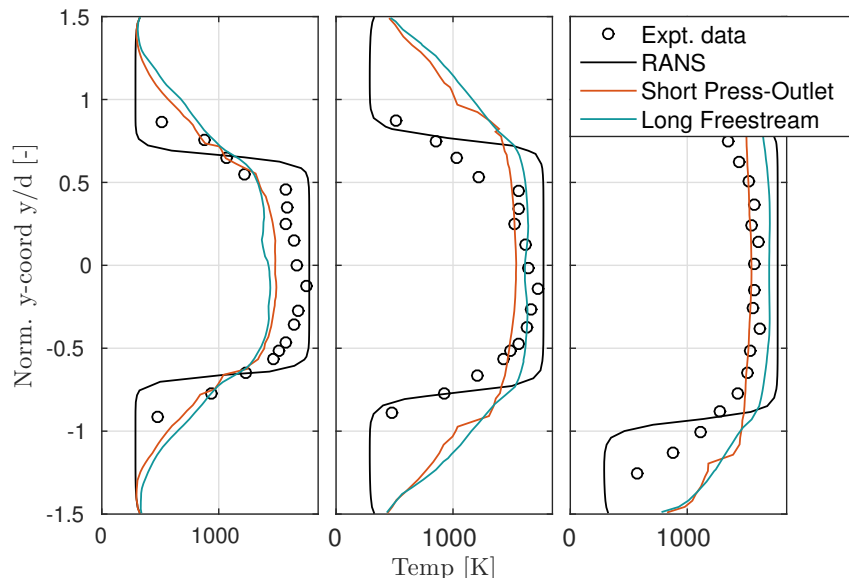 1.5
1
0.5
0
-0.5
-1
-1.5
Norm. y-coord y/d [-]
Expt. data
RANS
Short Press-Outlet
Long Freestream
0 1000 0 1000 0 1000
Temp [K]